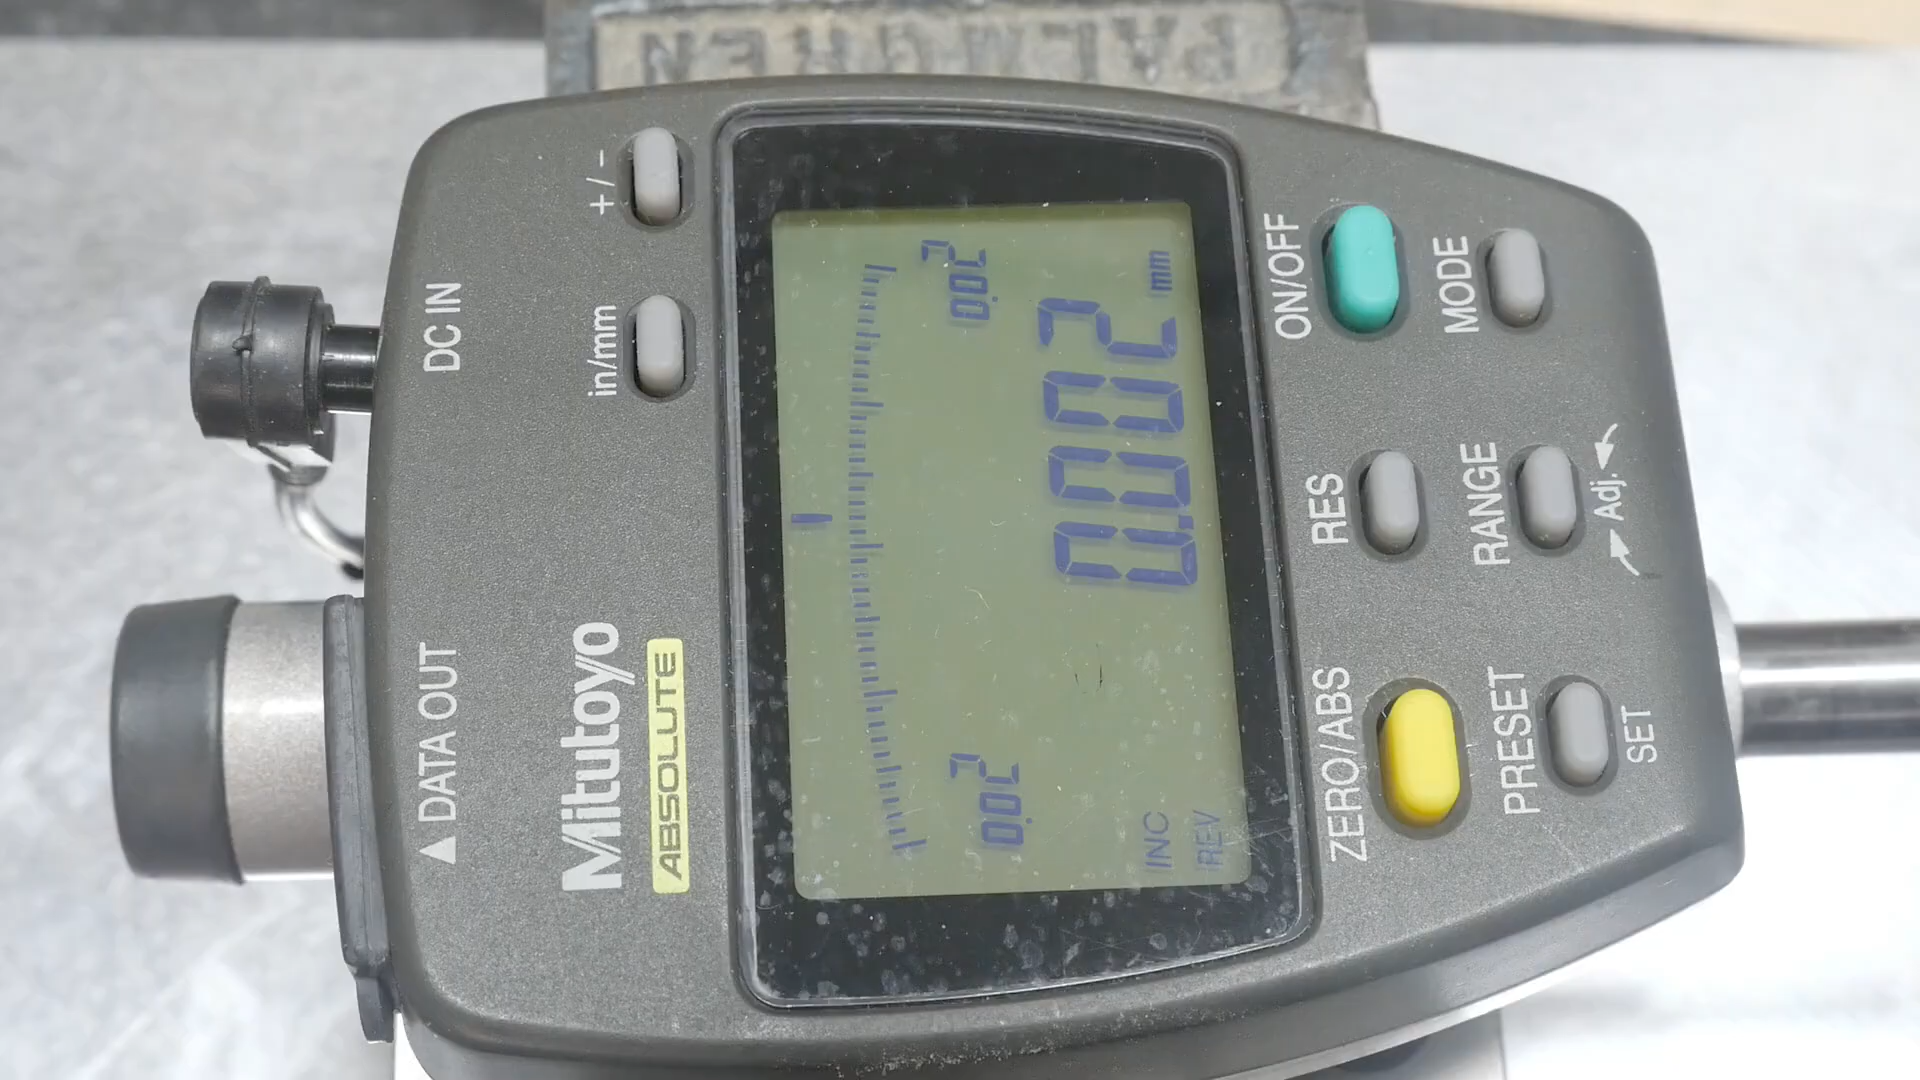 ▲DATA OUT
DC IN
Mitutoyo
ABSOLUTE
in/mm
+/-
0.02
0.02
INC
REV
0.002 mm
ZERO/ABS
RES
ON/OFF
PRESET
RANGE
MODE
SET
Adj.
PALMGREN